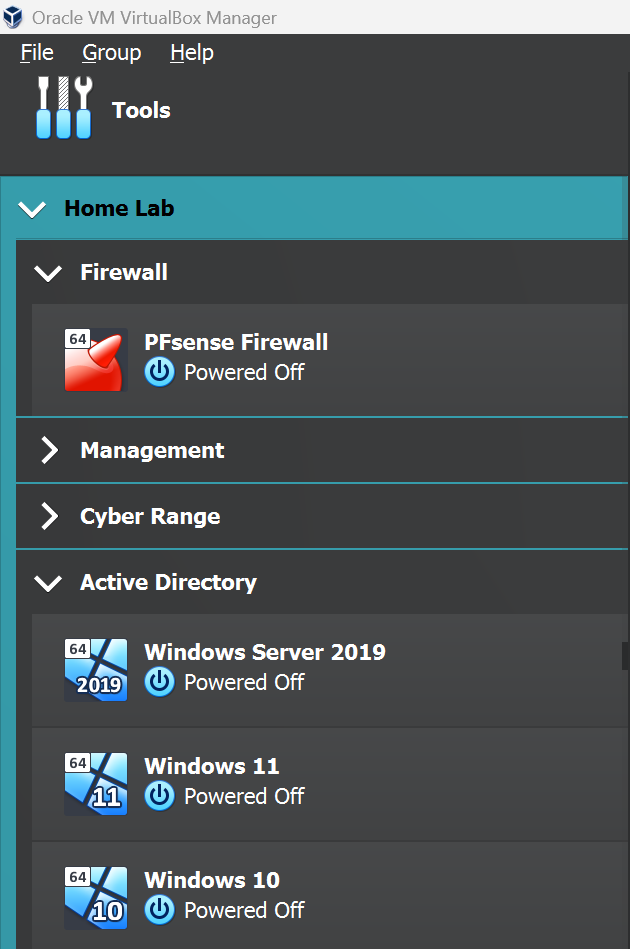 Oracle VM VirtualBox Manager
File Group Help
Tools
Home Lab
Firewall
64
PFsense Firewall
Powered Off
Management
Cyber Range
Active Directory
64
2019
Windows Server 2019
Powered Off
64
11
Windows 11
Powered Off
64
10
Windows 10
Powered Off